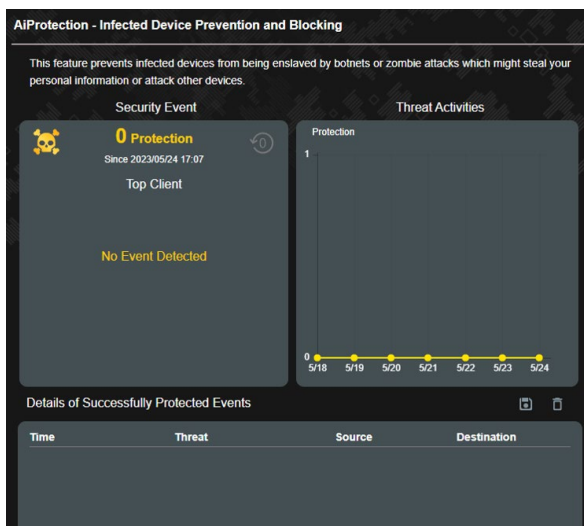 AiProtection - Infected Device Prevention and Blocking
This feature prevents infected devices from being enslaved by botnets or zombie attacks which might steal your
personal information or attack other devices.
Security Event
Threat Activities
0 Protection
Since 2023/05/24 17:07
0
Top Client
No Event Detected
Protection
1
0
5/18 5/19 5/20 5/21 5/22 5/23 5/24
Details of Successfully Protected Events
Time Threat Source Destination